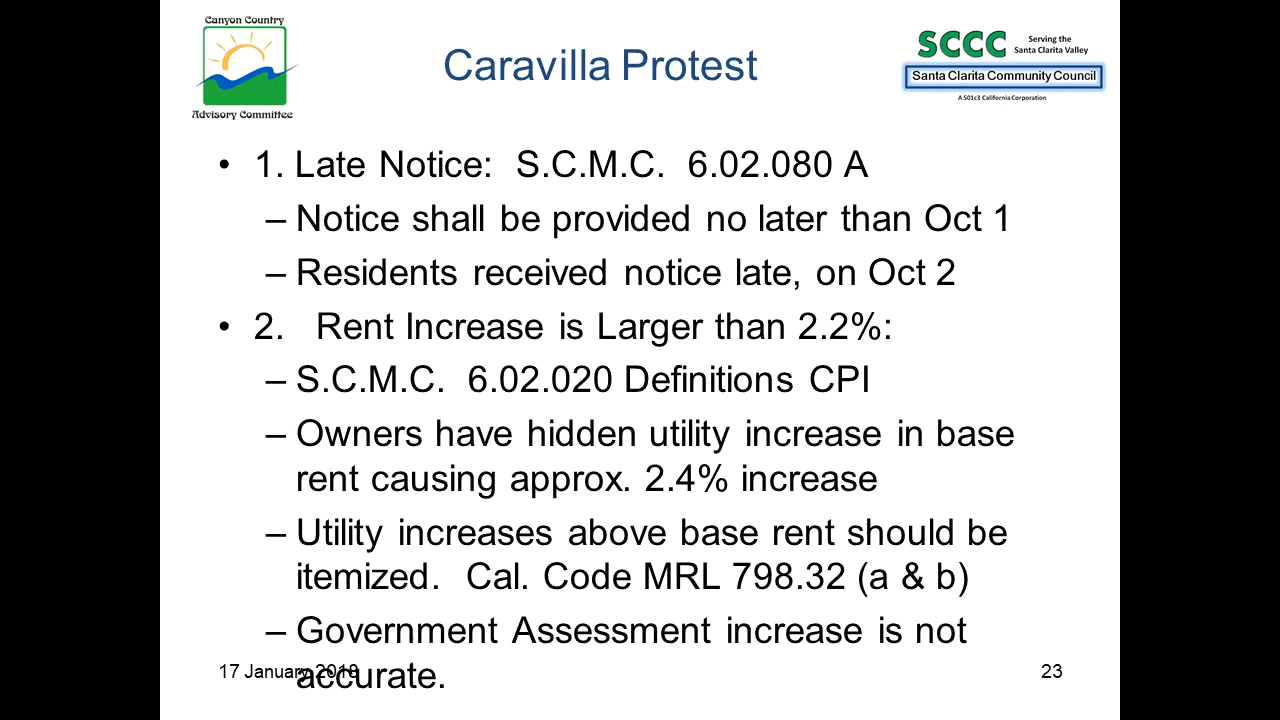 Canyon Country
Advisory Committee
Caravilla Protest
SCCC
Serving the
Santa Clarita Valley
Santa Clarita Community Council
A 501c3 California Corporation
• 1. Late Notice: S.C.M.C. 6.02.080 A
– Notice shall be provided no later than Oct 1
– Residents received notice late, on Oct 2
• 2. Rent Increase is Larger than 2.2%:
– S.C.M.C. 6.02.020 Definitions CPI
– Owners have hidden utility increase in base
rent causing approx. 2.4% increase
– Utility increases above base rent should be
itemized. Cal. Code MRL 798.32 (a & b)
– Government Assessment increase is not
accurate.
17 January 2018
23